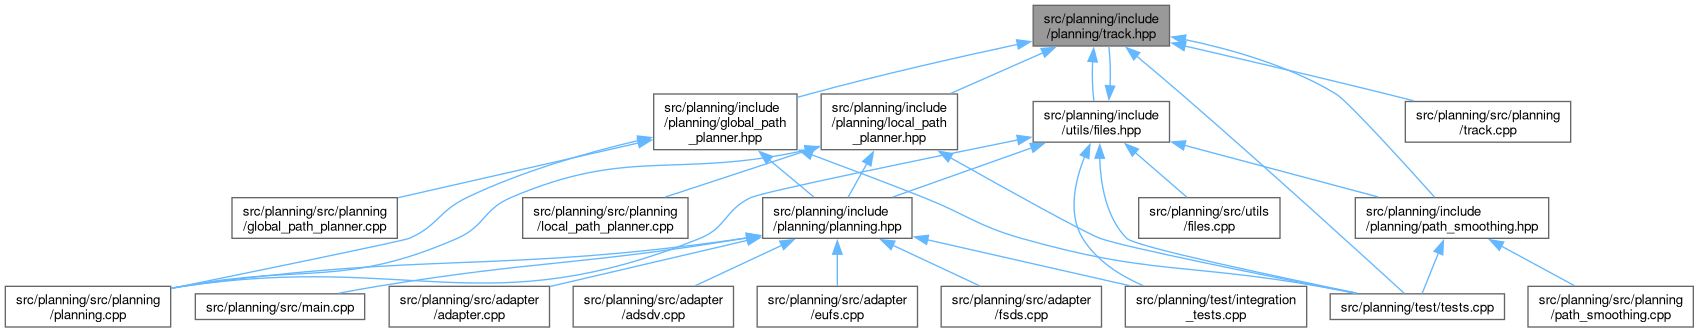 src/planning/include
/planning/track.hpp
src/planning/include
/planning/global_path
_planner.hpp
src/planning/include
/planning/local_path
_planner.hpp
src/planning/include
/utils/files.hpp
src/planning/src/planning
/track.cpp
src/planning/src/planning
/global_path_planner.cpp
src/planning/src/planning
/local_path_planner.cpp
src/planning/include
/planning/planning.hpp
src/planning/src/utils
/files.cpp
src/planning/include
/planning/path_smoothing.hpp
src/planning/src/planning
/planning.cpp
src/planning/src/main.cpp
src/planning/src/adapter
/adapter.cpp
src/planning/src/adapter
/adsdv.cpp
src/planning/src/adapter
/eufs.cpp
src/planning/src/adapter
/fsds.cpp
src/planning/test/integration
_tests.cpp
src/planning/test/tests.cpp
src/planning/src/planning
/path_smoothing.cpp